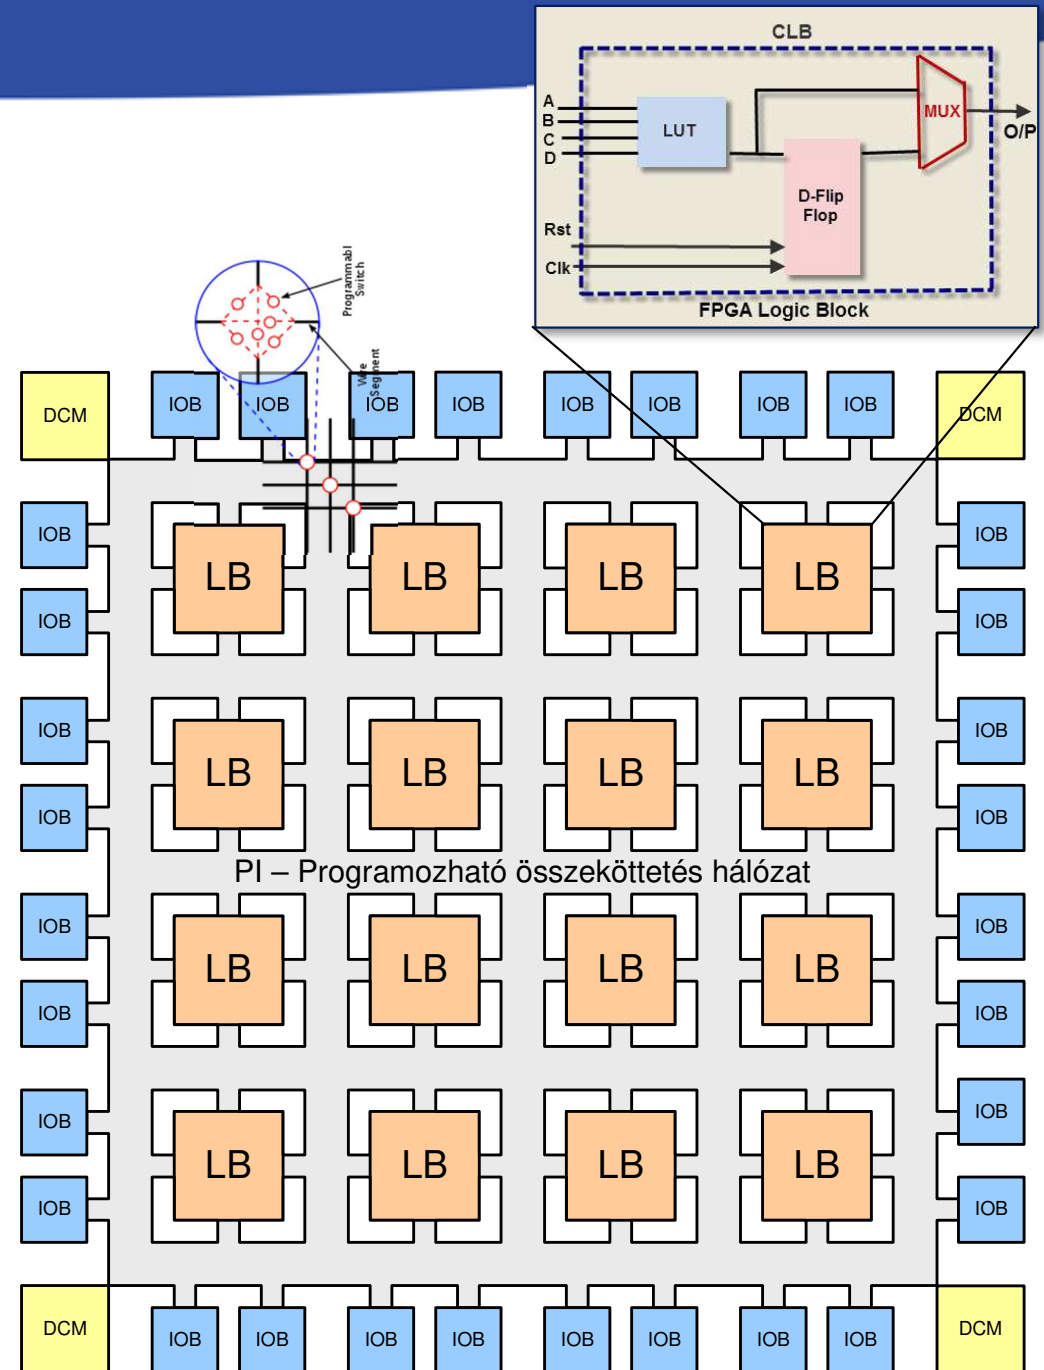 CLB
A
B
C
D
LUT
MUX
O/P
D-Flip
Flop
Rst
Clk
FPGA Logic Block
Programmabl
Switch
Wire
Segment
DCM
IOB
IOB
IOB
IOB
IOB
IOB
IOB
IOB
DCM
IOB
IOB
LB
LB
LB
LB
IOB
IOB
IOB
IOB
LB
LB
LB
LB
IOB
IOB
PI – Programozható összeköttetés hálózat
IOB
IOB
LB
LB
LB
LB
IOB
IOB
IOB
IOB
LB
LB
LB
LB
IOB
IOB
DCM
IOB
IOB
IOB
IOB
IOB
IOB
IOB
IOB
DCM